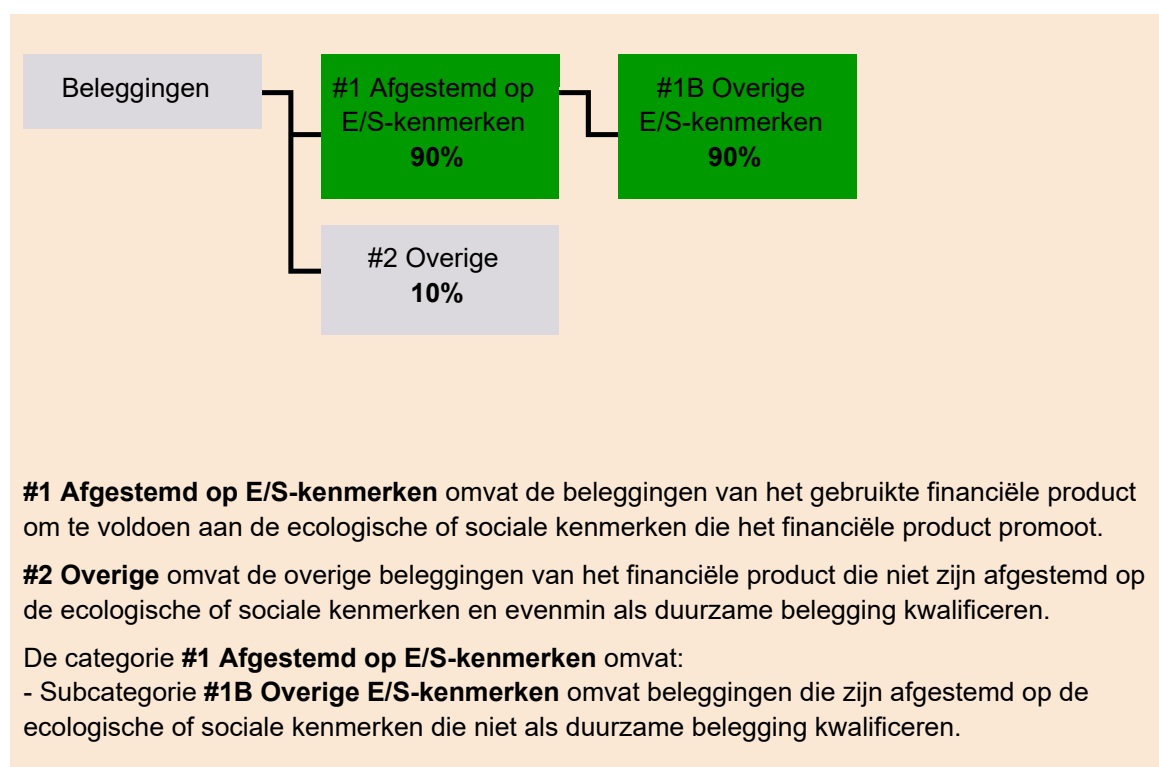 Beleggingen
#1 Afgestemd op
E/S-kenmerken
90%
#1B Overige
E/S-kenmerken
90%
#2 Overige
10%
#1 Afgestemd op E/S-kenmerken omvat de beleggingen van het gebruikte financiële product
om te voldoen aan de ecologische of sociale kenmerken die het financiële product promoot.
#2 Overige omvat de overige beleggingen van het financiële product die niet zijn afgestemd op
de ecologische of sociale kenmerken en evenmin als duurzame belegging kwalificeren.
De categorie #1 Afgestemd op E/S-kenmerken omvat:
- Subcategorie #1B Overige E/S-kenmerken omvat beleggingen die zijn afgestemd op de
ecologische of sociale kenmerken die niet als duurzame belegging kwalificeren.